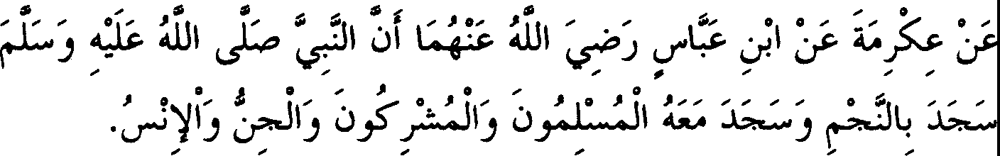 عَنْ عِكْرِمَةَ عَنْ ابْنِ عَبَّاسٍ رَضِيَ اللَّهُ عَنْهُمَا أَنَّ النَّبِيَّ صَلَّى اللَّهُ عَلَيْهِ وَسَلَّمَ
سَجَدَ بِالنَّجْمِ وَسَجَدَ مَعَهُ الْمُسْلِمُونَ وَالْمُشْرِكُونَ وَالْجِنُّ وَالْإِنْسُ.